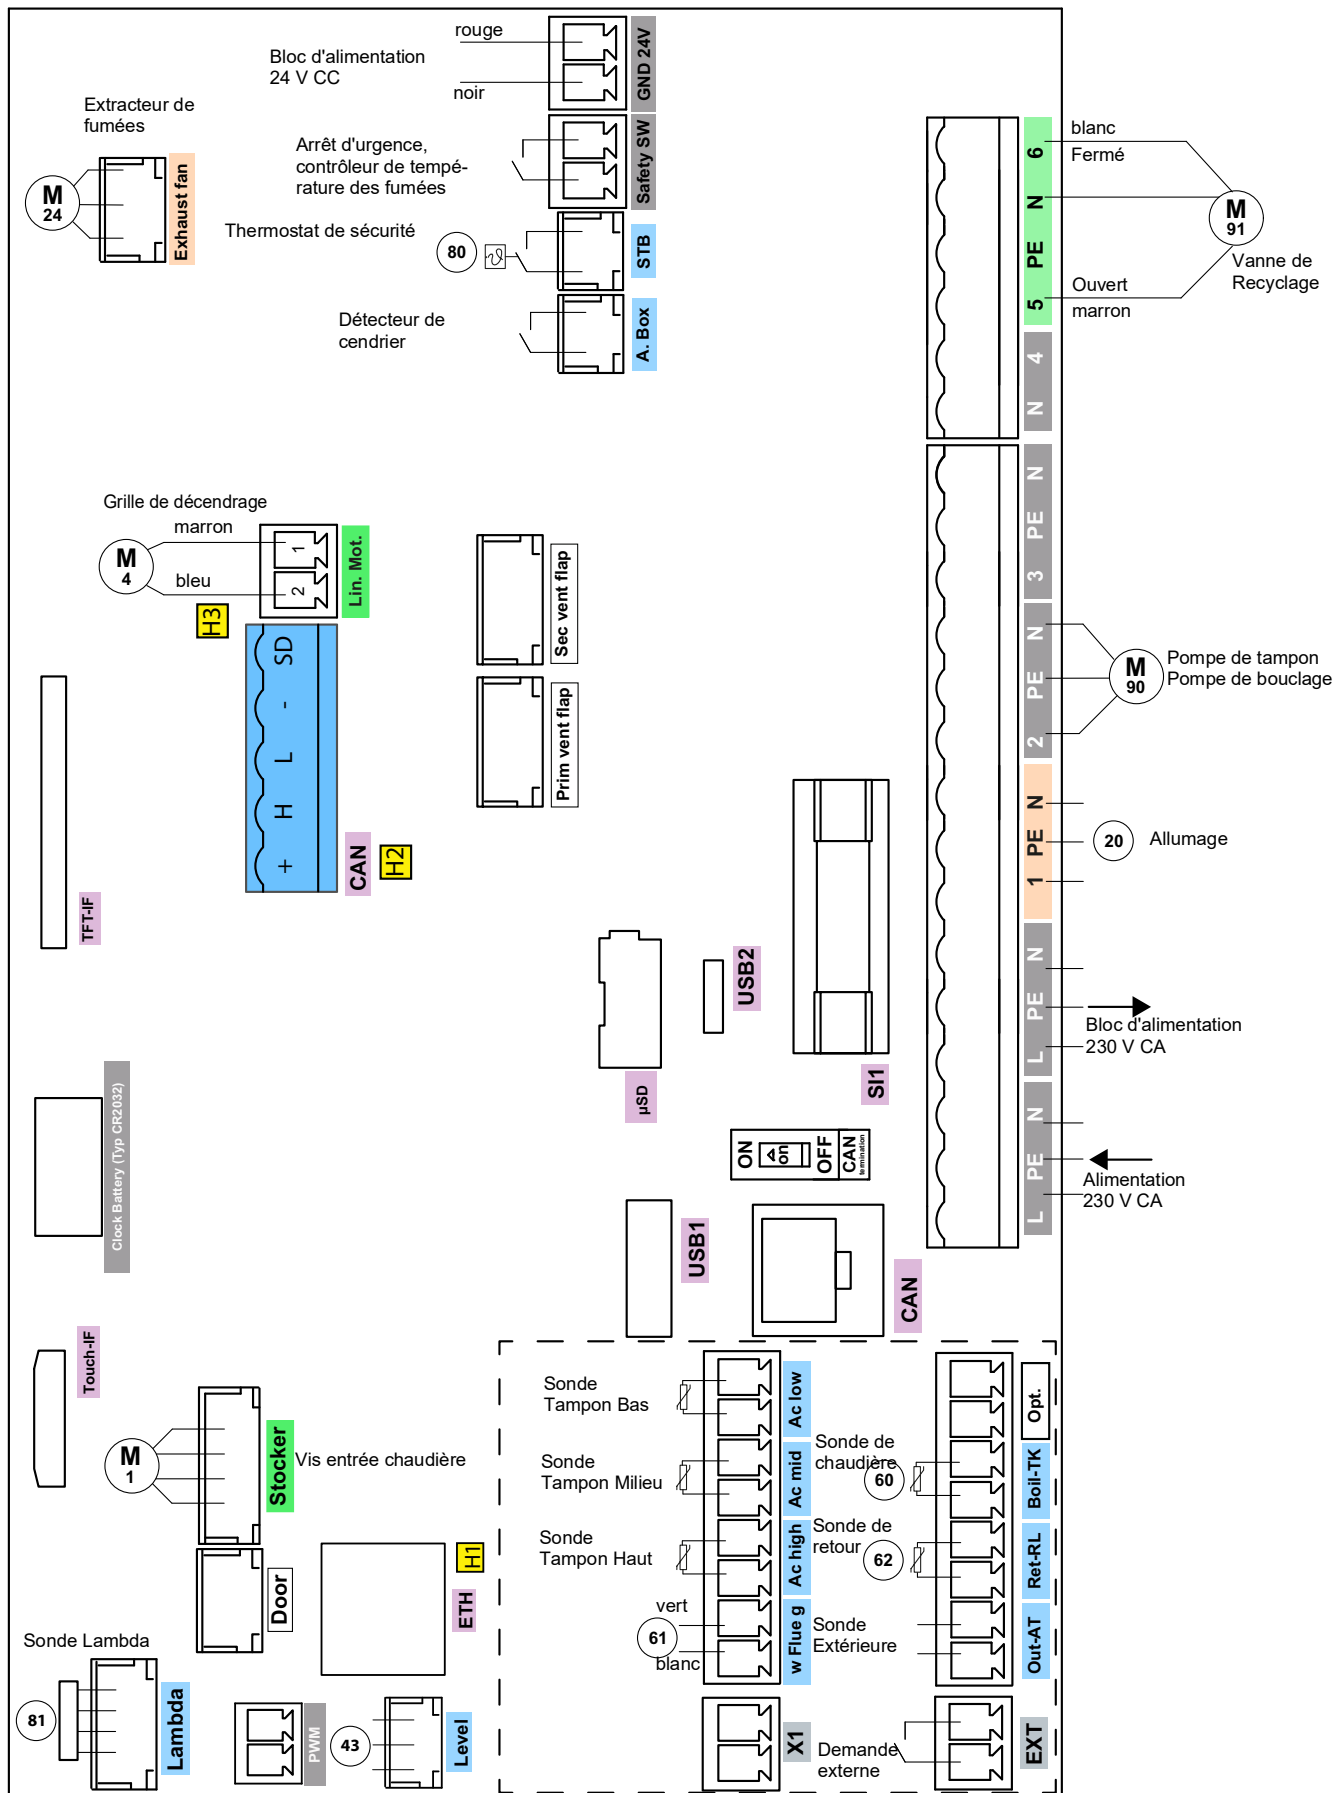 rouge
Bloc d'alimentation
24 V CC
noir
GND 24V
Extracteur de
fumées
M
24
Exhaust fan
Arrêt d'urgence,
contrôleur de tempé-
rature des fumées
Safety SW
Thermostat de sécurité
80
STB
Détecteur de
cendrier
A. Box
blanc
Fermé
6
N
PE
5
M
91
Vanne de
Recyclage
Ouvert
marron
4
N
Grille de décendrage
marron
M
4
bleu
1
2
Lin. Mot.
H3
SD
-
L
H
+
CAN
H2
Sec vent flap
Prim vent flap
N
PE
3
N
PE
2
M
90
Pompe de tampon
Pompe de bouclage
N
PE
1
20
Allumage
TFT-IF
N
PE
L
Bloc d'alimentation
230 V CA
USB2
µSD
SI1
N
PE
L
Alimentation
230 V CA
Clock Battery (Typ CR2032)
ON
on
OFF
CAN
termination
USB1
CAN
Touch-IF
M
1
Stocker
Vis entrée chaudière
Door
H1
ETH
Sonde Lambda
81
Lambda
PWM
43
Level
Sonde
Tampon Bas
Ac low
Sonde
Tampon Milieu
Ac mid
Sonde
Tampon Haut
Ac high
vert
61
blanc
w Flue g
X1
Opt.
Sonde de
chaudière
60
Boil-TK
Sonde de
retour
62
Ret-RL
Sonde
Extérieure
Out-AT
Demande
externe
EXT